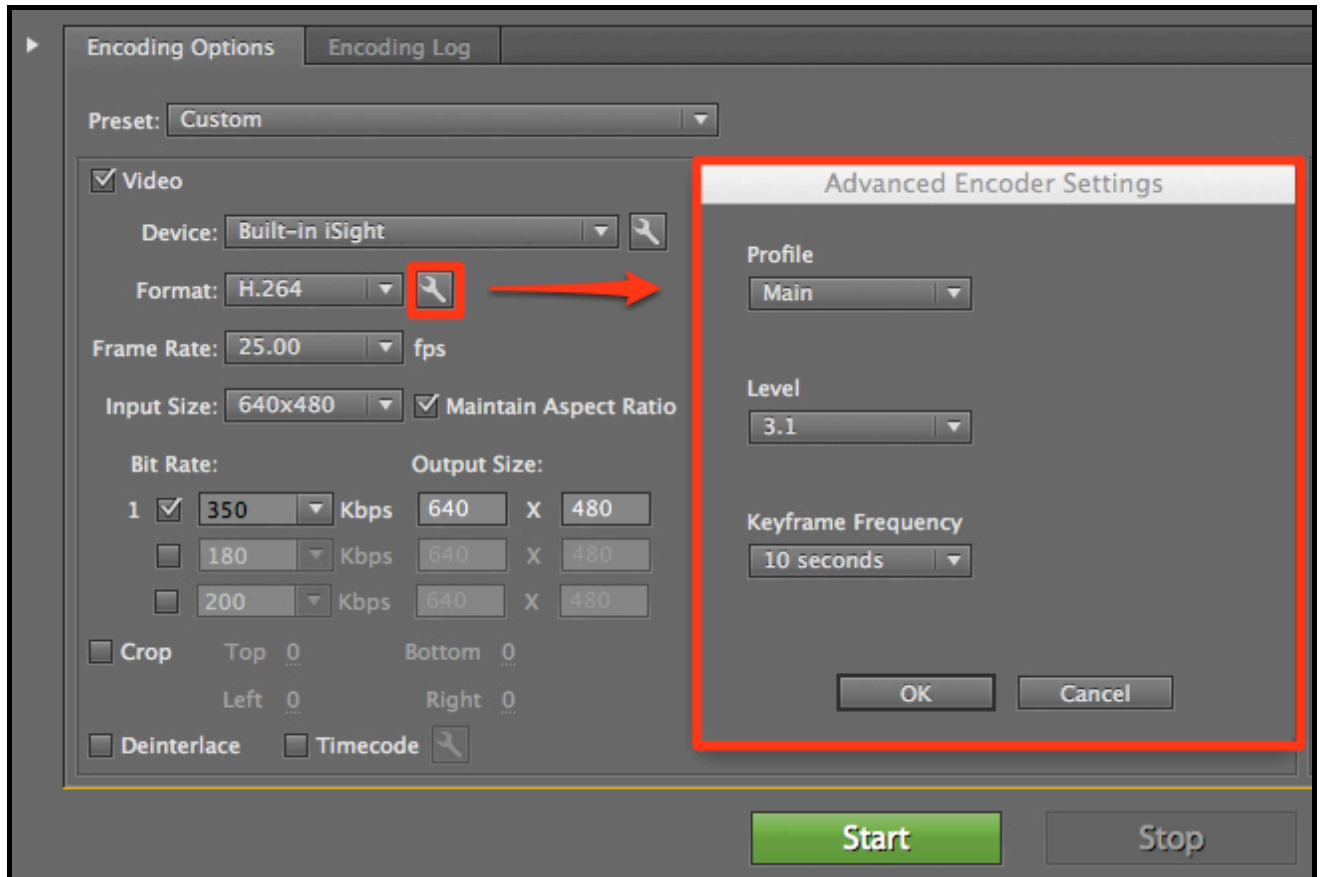 Encoding Options Encoding Log
Preset: Custom
Video
Device: Built-in iSight
Format: H.264
Frame Rate: 25.00 fps
Input Size: 640x480 Maintain Aspect Ratio
Bit Rate: Output Size:
1 350 Kbps 640 X 480
180 Kbps 640 X 480
200 Kbps 640 X 480
Crop Top 0 Bottom 0
Left 0 Right 0
Deinterlace Timecode
Advanced Encoder Settings
Profile
Main
Level
3.1
Keyframe Frequency
10 seconds
OK Cancel
Start Stop